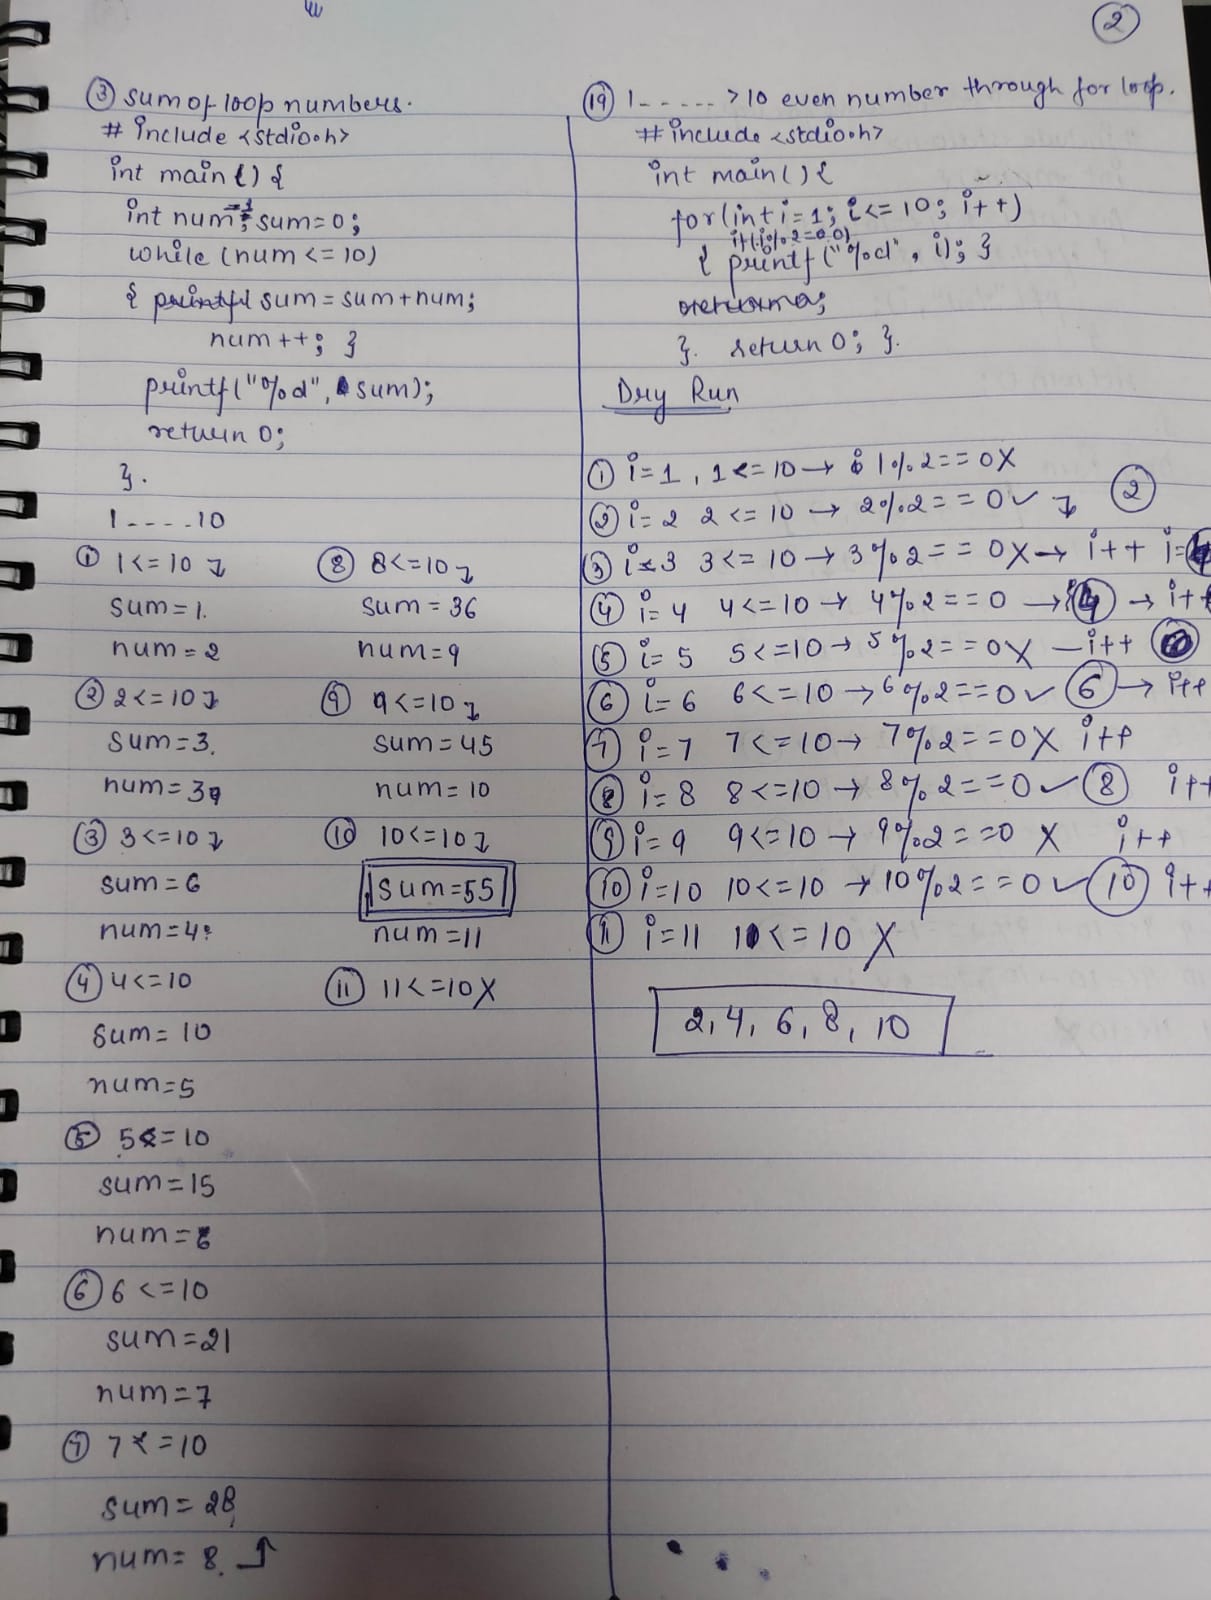 2
③ sum of loop numbers.
# include <stdio.h>
int main() {
int num=1; sum=0;
while (num <= 10)
{ printf( sum = sum + num;
num++; }
printf("%d", sum);
return 0;
}.
1 - - - - 10
① 1 <= 10 ↴
sum = 1.
num = 2
② 2 <= 10 ↴
sum = 3.
num = 3
③ 3 <= 10 ↴
sum = 6
num = 4
④ 4 <= 10
sum = 10
num = 5
⑤ 5 <= 10
sum = 15
num = 6
⑥ 6 <= 10
sum = 21
num = 7
⑦ 7 <= 10
sum = 28
num = 8. ↑
⑧ 8 <= 10 ↴
sum = 36
num = 9
⑨ 9 <= 10 ↴
sum = 45
num = 10
⑩ 10 <= 10 ↴
sum = 55
num = 11
⑪ 11 <= 10 X
⑲ 1 - - - - - > 10 even number through for loop.
# include <stdio.h>
int main() {
for(int i = 1; i <= 10; i++)
if(i%2=0.0)
{ printf("%d", i); }
}. return 0; }.
Dry Run
① i = 1, 1 <= 10 → 1%2 == 0 X
② i = 2 2 <= 10 → 2%2 == 0 ✓ ↴ ②
③ i = 3 3 <= 10 → 3%2 == 0 X → i++ i=4
④ i = 4 4 <= 10 → 4%2 == 0 → ④ → i++
⑤ i = 5 5 <= 10 → 5%2 == 0 X — i++
⑥ i = 6 6 <= 10 → 6%2 == 0 ✓ ⑥ → i++
⑦ i = 7 7 <= 10 → 7%2 == 0 X i++
⑧ i = 8 8 <= 10 → 8%2 == 0 ✓ ⑧ i++
⑨ i = 9 9 <= 10 → 9%2 == 0 X i++
⑩ i = 10 10 <= 10 → 10%2 == 0 ✓ ⑩ i++
⑪ i = 11 11 <= 10 X
2, 4, 6, 8, 10